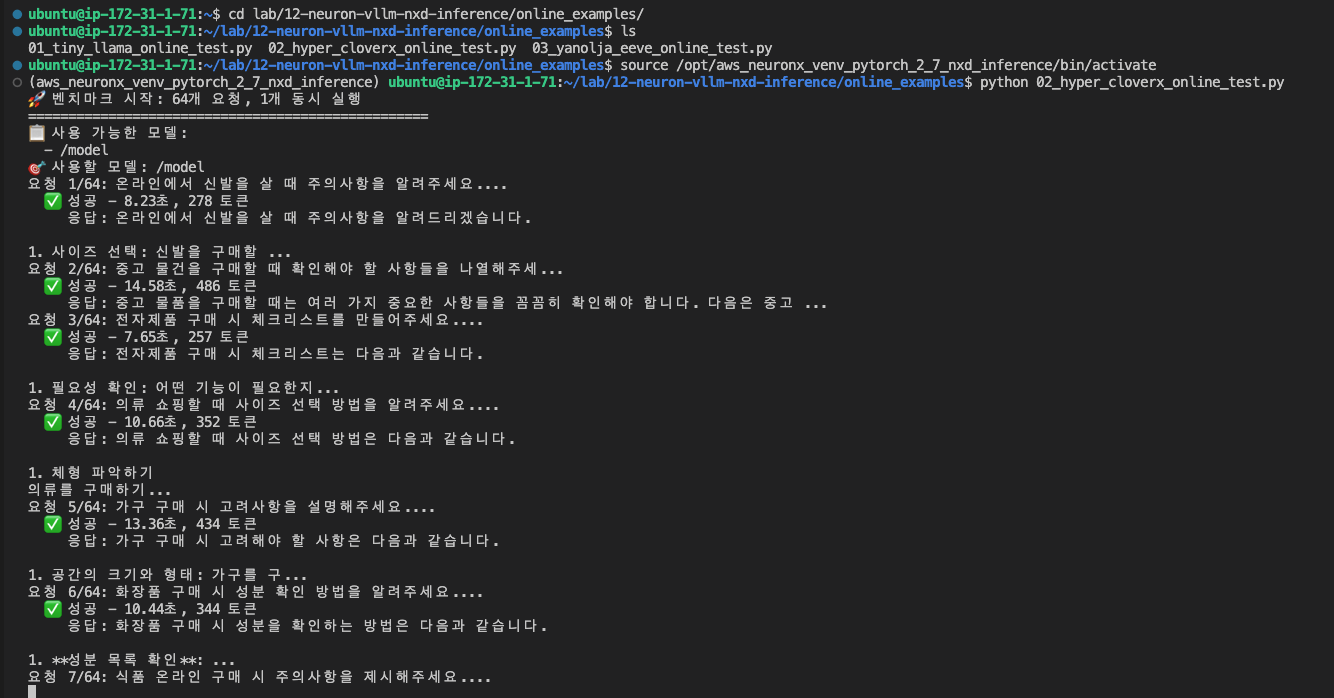 ubuntu@ip-172-31-1-71:~$ cd lab/12-neuron-vllm-nxd-inference/online_examples/
ubuntu@ip-172-31-1-71:~/lab/12-neuron-vllm-nxd-inference/online_examples$ ls
01_tiny_llama_online_test.py  02_hyper_cloverx_online_test.py  03_yanolja_eeve_online_test.py
ubuntu@ip-172-31-1-71:~/lab/12-neuron-vllm-nxd-inference/online_examples$ source /opt/aws_neuronx_venv_pytorch_2_7_nxd_inference/bin/activate
(aws_neuronx_venv_pytorch_2_7_nxd_inference) ubuntu@ip-172-31-1-71:~/lab/12-neuron-vllm-nxd-inference/online_examples$ python 02_hyper_cloverx_online_test.py
🚀 벤치마크 시작: 64개 요청, 1개 동시 실행
==================================================
📋 사용 가능한 모델:
  - /model
🎯 사용할 모델: /model
요청 1/64: 온라인에서 신발을 살 때 주의사항을 알려주세요....
  ✅ 성공 - 8.23초, 278 토큰
     응답: 온라인에서 신발을 살 때 주의사항을 알려드리겠습니다.
1. 사이즈 선택: 신발을 구매할 ...
요청 2/64: 중고 물건을 구매할 때 확인해야 할 사항들을 나열해주세...
  ✅ 성공 - 14.58초, 486 토큰
     응답: 중고 물품을 구매할 때는 여러 가지 중요한 사항들을 꼼꼼히 확인해야 합니다. 다음은 중고 ...
요청 3/64: 전자제품 구매 시 체크리스트를 만들어주세요....
  ✅ 성공 - 7.65초, 257 토큰
     응답: 전자제품 구매 시 체크리스트는 다음과 같습니다.
1. 필요성 확인: 어떤 기능이 필요한지...
요청 4/64: 의류 쇼핑할 때 사이즈 선택 방법을 알려주세요....
  ✅ 성공 - 10.66초, 352 토큰
     응답: 의류 쇼핑할 때 사이즈 선택 방법은 다음과 같습니다.
1. 체형 파악하기
의류를 구매하기...
요청 5/64: 가구 구매 시 고려사항을 설명해주세요....
  ✅ 성공 - 13.36초, 434 토큰
     응답: 가구 구매 시 고려해야 할 사항은 다음과 같습니다.
1. 공간의 크기와 형태: 가구를 구...
요청 6/64: 화장품 구매 시 성분 확인 방법을 알려주세요....
  ✅ 성공 - 10.44초, 344 토큰
     응답: 화장품 구매 시 성분을 확인하는 방법은 다음과 같습니다.
1. **성분 목록 확인**: ...
요청 7/64: 식품 온라인 구매 시 주의사항을 제시해주세요....